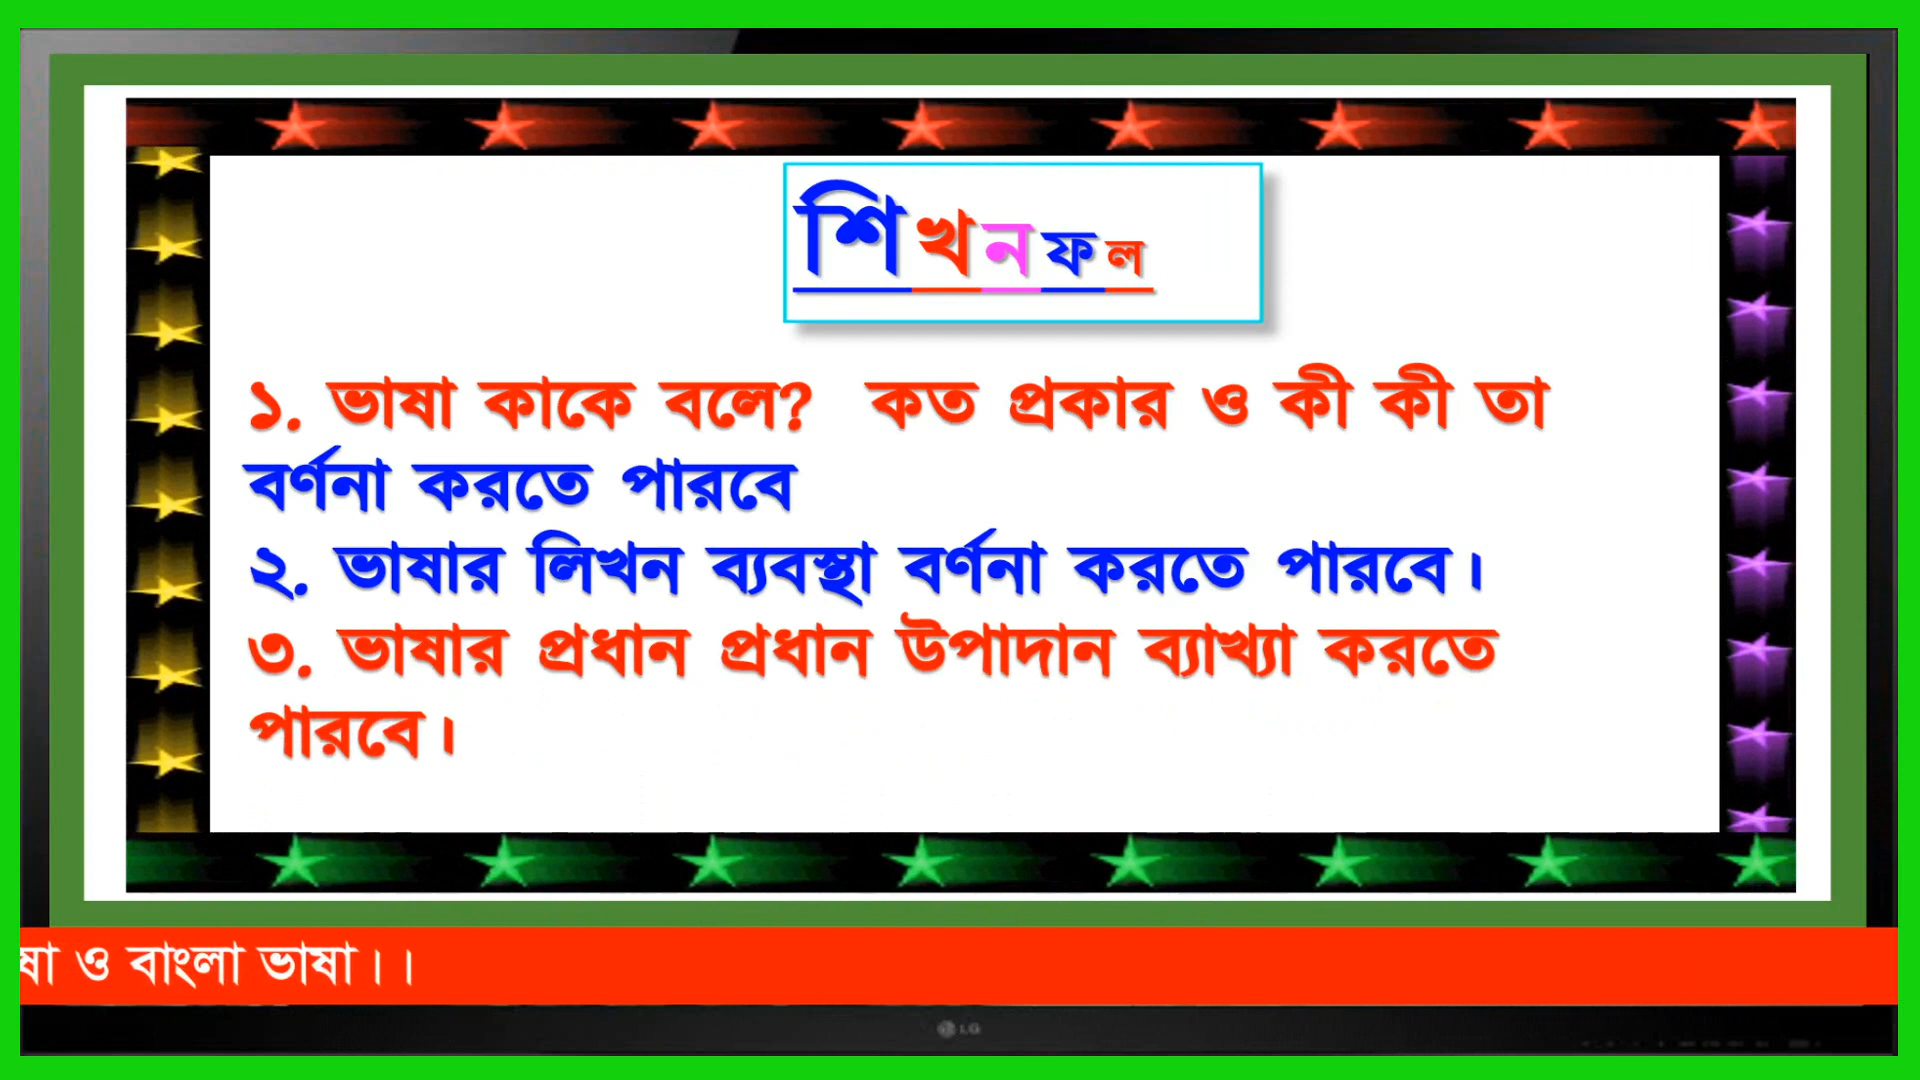 শিখনফল
১. ভাষা কাকে বলে? কত প্রকার ও কী কী তা
বর্ণনা করতে পারবে
২. ভাষার লিখন ব্যবস্থা বর্ণনা করতে পারবে।
৩. ভাষার প্রধান প্রধান উপাদান ব্যাখ্যা করতে
পারবে।
ষা ও বাংলা ভাষা।।
LG